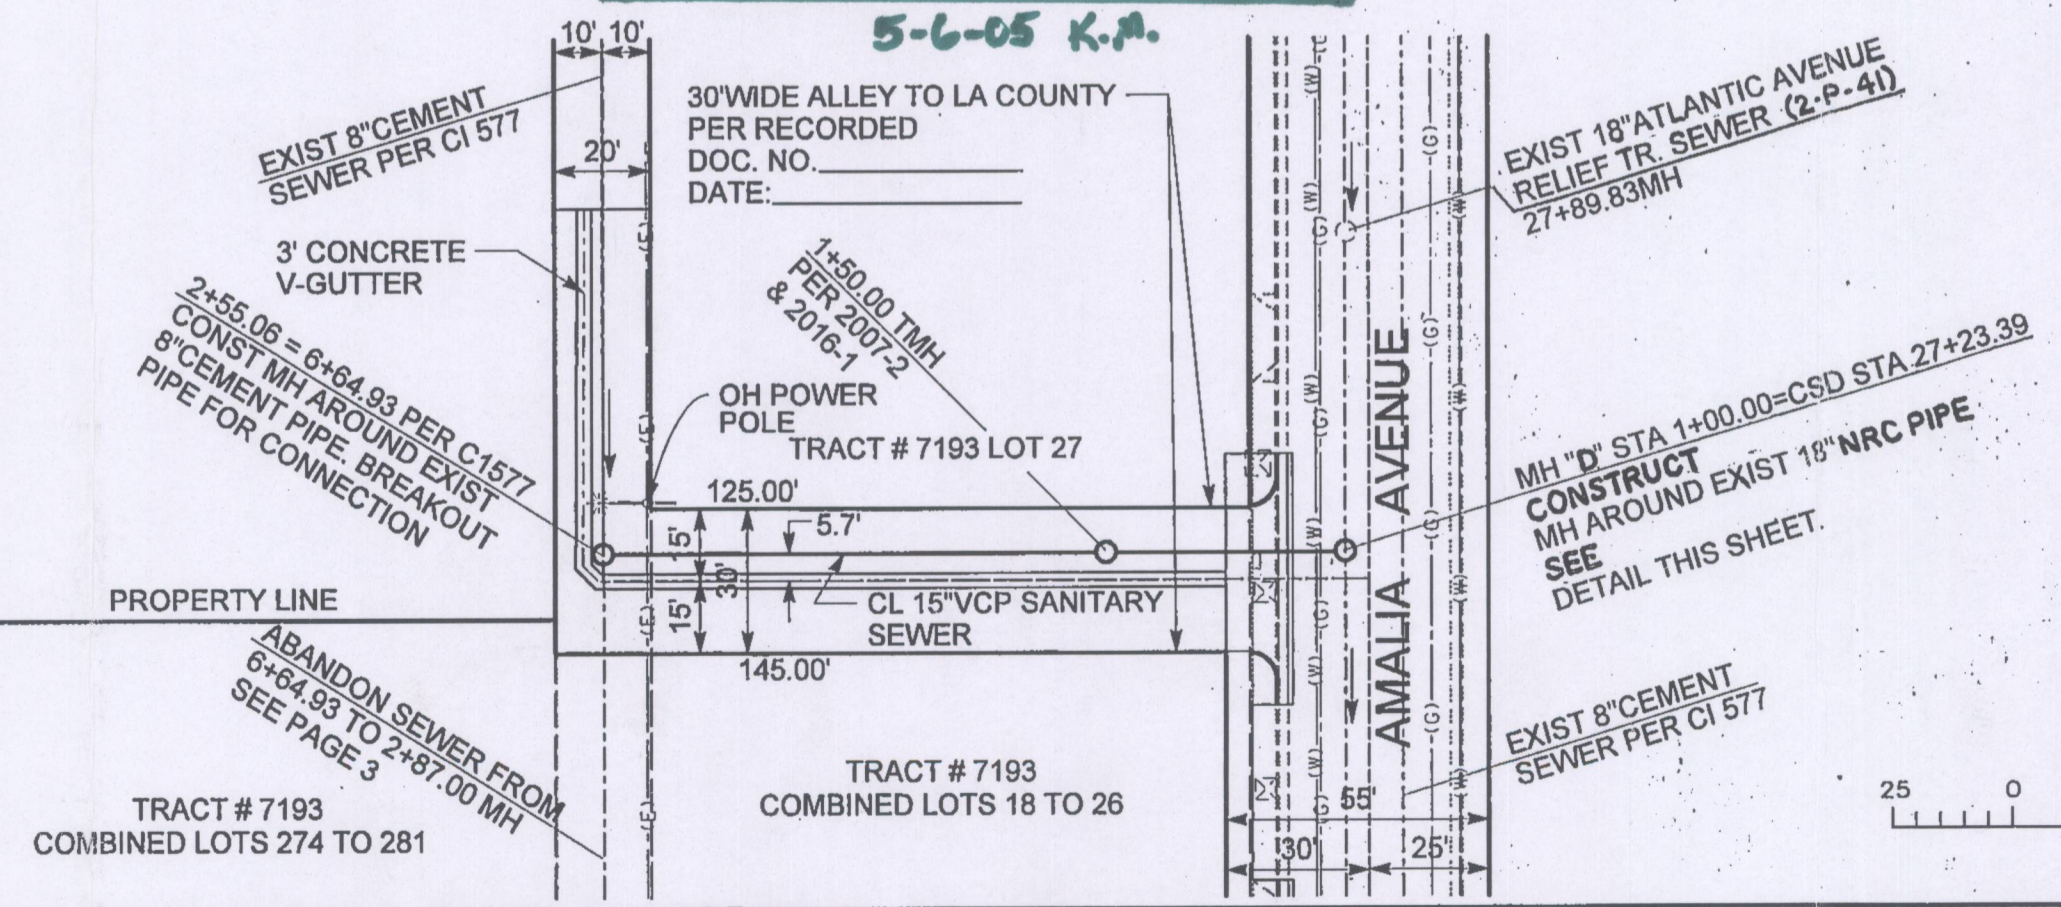 5-6-05 K.M.
10' 10'
EXIST 8"CEMENT
SEWER PER CI 577
20'
30'WIDE ALLEY TO LA COUNTY
PER RECORDED
DOC. NO.
DATE:
EXIST 18"ATLANTIC AVENUE
RELIEF TR. SEWER (2-P-41)
27+89.83MH
3' CONCRETE
V-GUTTER
1+50.00 TMH
PER 2007-2
& 2016-1
2+55.06 = 6+64.93 PER C1577
CONST MH AROUND EXIST
8"CEMENT PIPE. BREAKOUT
PIPE FOR CONNECTION
OH POWER
POLE
TRACT # 7193 LOT 27
125.00'
5.7'
15'
30'
15'
CL 15"VCP SANITARY
SEWER
145.00'
AMALIA AVENUE
MH "D" STA 1+00.00=CSD STA 27+23.39
CONSTRUCT
MH AROUND EXIST 18"NRC PIPE
SEE
DETAIL THIS SHEET.
PROPERTY LINE
ABANDON SEWER FROM
6+64.93 TO 2+87.00 MH
SEE PAGE 3
TRACT # 7193
COMBINED LOTS 274 TO 281
TRACT # 7193
COMBINED LOTS 18 TO 26
EXIST 8"CEMENT
SEWER PER CI 577
55'
30'
25'
25 0
(E)
(E)
(E)
(E)
(W)
(W)
(W)
(W)
(W)
(W)
(G)
(G)
(G)
(G)
(G)
(G)
(G)
(G)
(G)
(W)
(W)
(W)
(W)